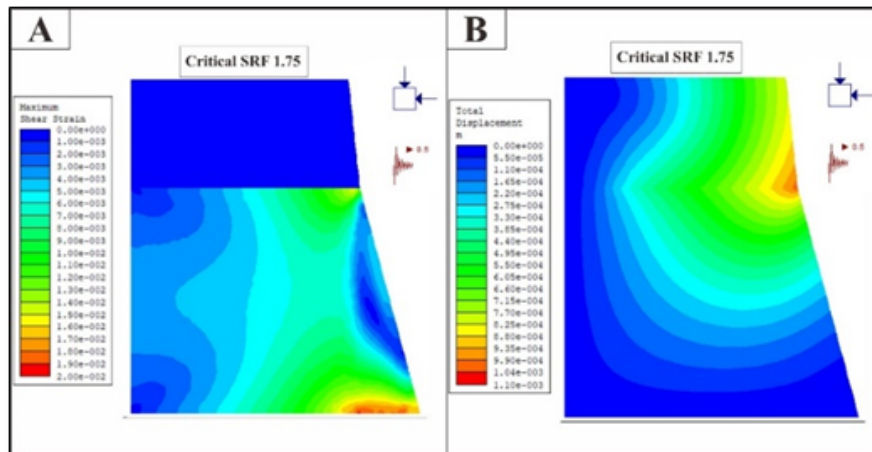 A
Critical SRF 1.75
Maximum
Shear Strain
0.00e+000
1.00e-003
2.00e-003
3.00e-003
4.00e-003
5.00e-003
6.00e-003
7.00e-003
8.00e-003
9.00e-003
1.00e-002
1.10e-002
1.20e-002
1.30e-002
1.40e-002
1.50e-002
1.60e-002
1.70e-002
1.80e-002
1.90e-002
2.00e-002
0.5
B
Critical SRF 1.75
Total
Displacement
m
0.00e+000
5.50e-005
1.10e-004
1.65e-004
2.20e-004
2.75e-004
3.30e-004
3.85e-004
4.40e-004
4.95e-004
5.50e-004
6.05e-004
6.60e-004
7.15e-004
7.70e-004
8.25e-004
8.80e-004
9.35e-004
9.90e-004
1.04e-003
1.10e-003
0.5